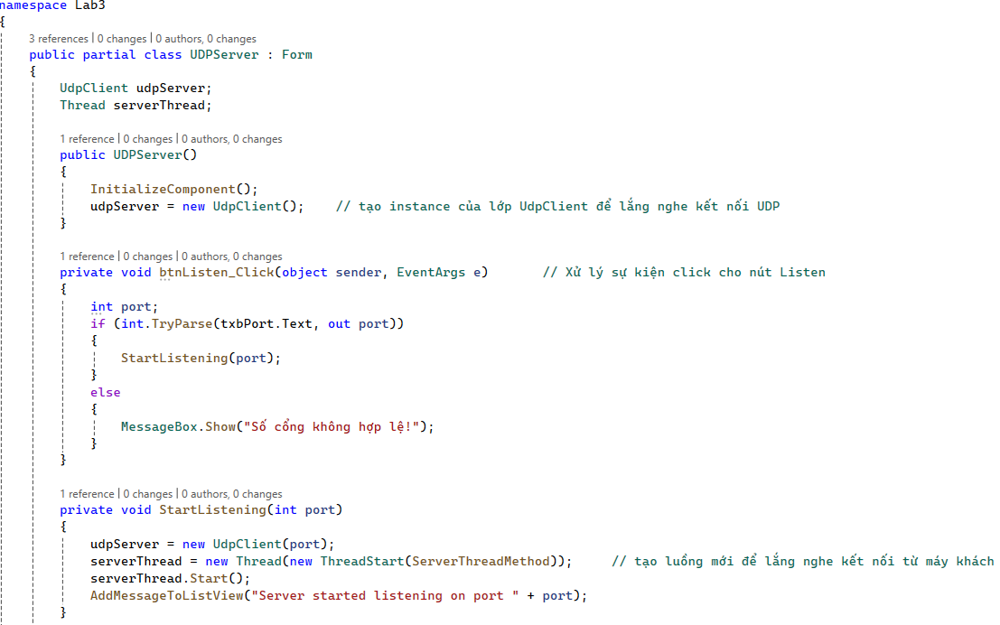 namespace Lab3
{
3 references | 0 changes | 0 authors, 0 changes
public partial class UDPServer : Form
{
UdpClient udpServer;
Thread serverThread;
1 reference | 0 changes | 0 authors, 0 changes
public UDPServer()
{
InitializeComponent();
udpServer = new UdpClient();    // tạo instance của lớp UdpClient để lắng nghe kết nối UDP
}
1 reference | 0 changes | 0 authors, 0 changes
private void btnListen_Click(object sender, EventArgs e)       // Xử lý sự kiện click cho nút Listen
{
int port;
if (int.TryParse(txbPort.Text, out port))
{
StartListening(port);
}
else
{
MessageBox.Show("Số cổng không hợp lệ!");
}
}
1 reference | 0 changes | 0 authors, 0 changes
private void StartListening(int port)
{
udpServer = new UdpClient(port);
serverThread = new Thread(new ThreadStart(ServerThreadMethod));     // tạo luồng mới để lắng nghe kết nối từ máy khách
serverThread.Start();
AddMessageToListView("Server started listening on port " + port);
}